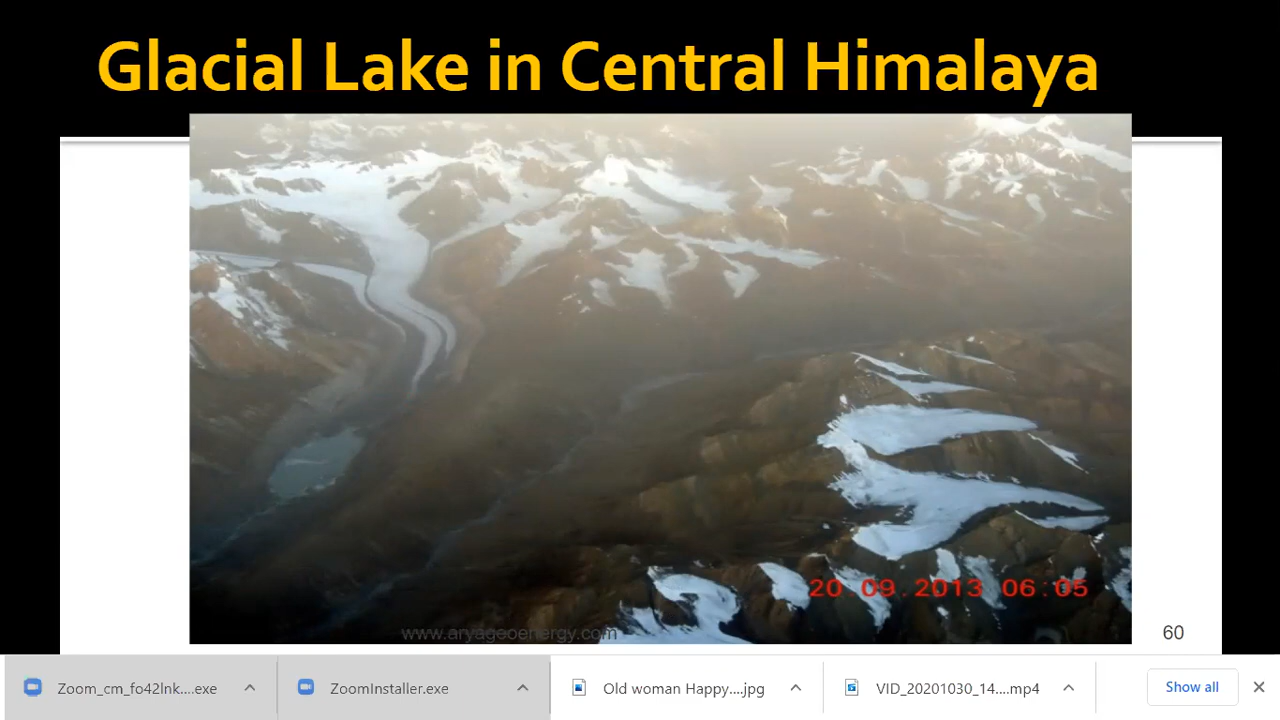 Glacial Lake in Central Himalaya
20.09.2013 06:05
www.aryageoenergy.com
60
Zoom_cm_fo42lnk....exe
ZoomInstaller.exe
Old woman Happy....jpg
VID_20201030_14....mp4
Show all